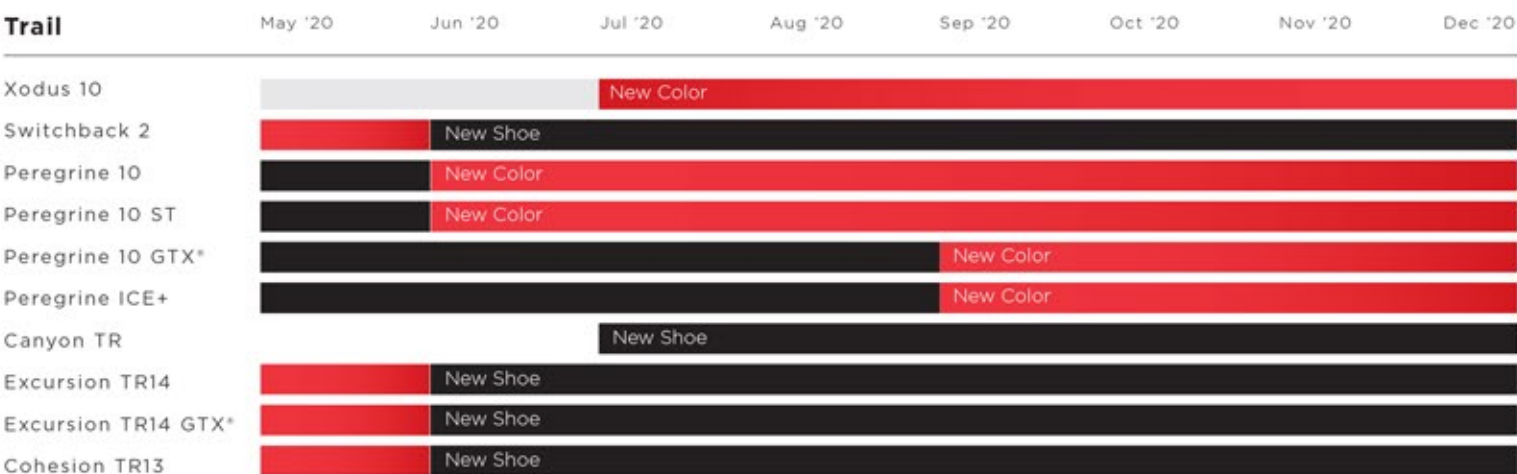 Trail May '20 Jun '20 Jul '20 Aug '20 Sep '20 Oct '20 Nov '20 Dec '20
Xodus 10 New Color
Switchback 2 New Shoe
Peregrine 10 New Color
Peregrine 10 ST New Color
Peregrine 10 GTX® New Color
Peregrine ICE+ New Color
Canyon TR New Shoe
Excursion TR14 New Shoe
Excursion TR14 GTX® New Shoe
Cohesion TR13 New Shoe